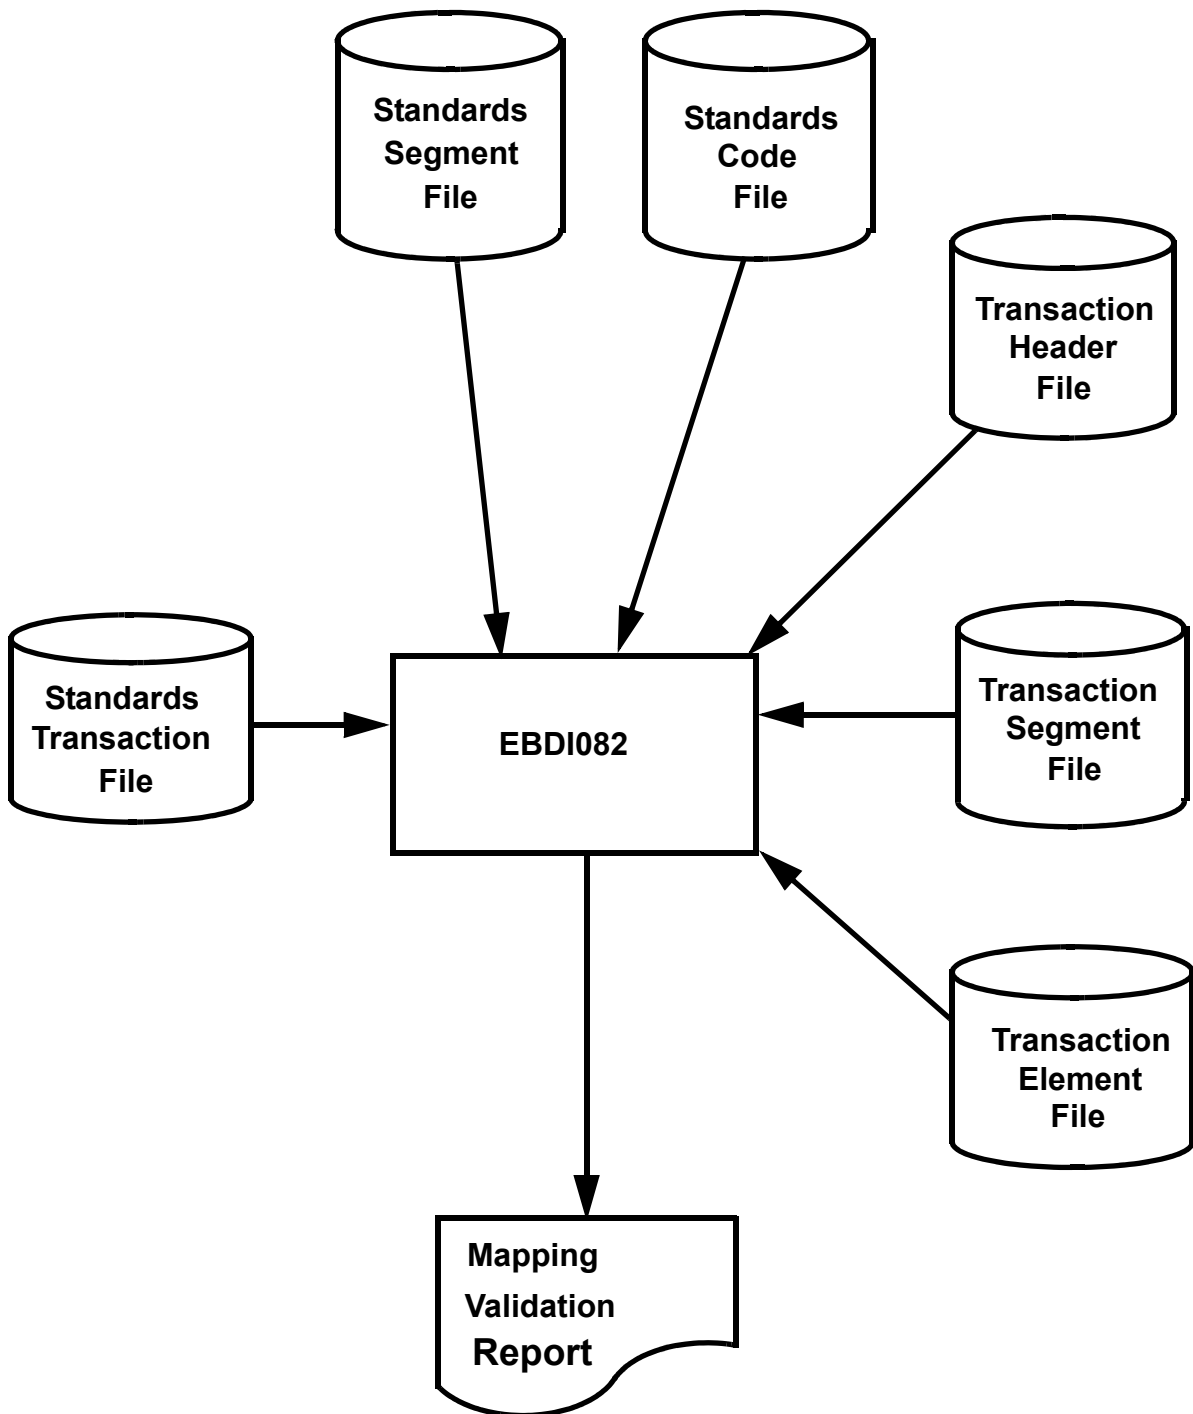 Standards
Segment
File
Standards
Code
File
Transaction
Header
File
Standards
Transaction
File
EBDI082
Transaction
Segment
File
Transaction
Element
File
Mapping
Validation
Report